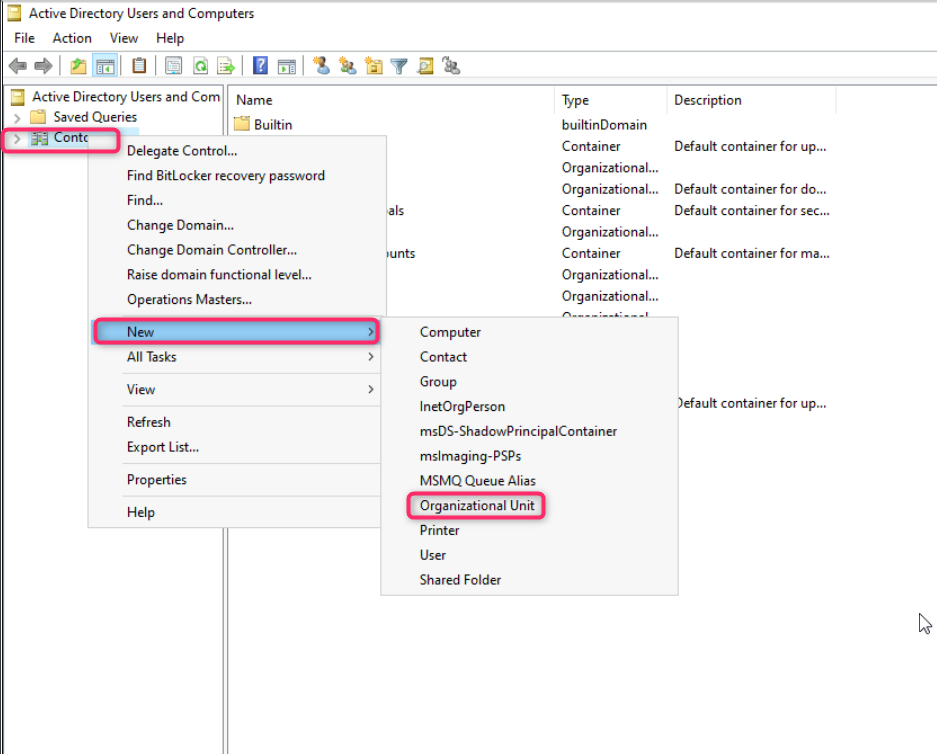 Active Directory Users and Computers
File Action View Help
Active Directory Users and Com
Saved Queries
Name Type Description
Builtin builtinDomain
Container Default container for up...
Organizational...
Organizational... Default container for do...
als Container Default container for sec...
Organizational...
unts Container Default container for ma...
Organizational...
Organizational...
Default container for up...
Delegate Control...
Find BitLocker recovery password
Find...
Change Domain...
Change Domain Controller...
Raise domain functional level...
Operations Masters...
New
All Tasks
View
Refresh
Export List...
Properties
Help
Computer
Contact
Group
InetOrgPerson
msDS-ShadowPrincipalContainer
msImaging-PSPs
MSMQ Queue Alias
Organizational Unit
Printer
User
Shared Folder